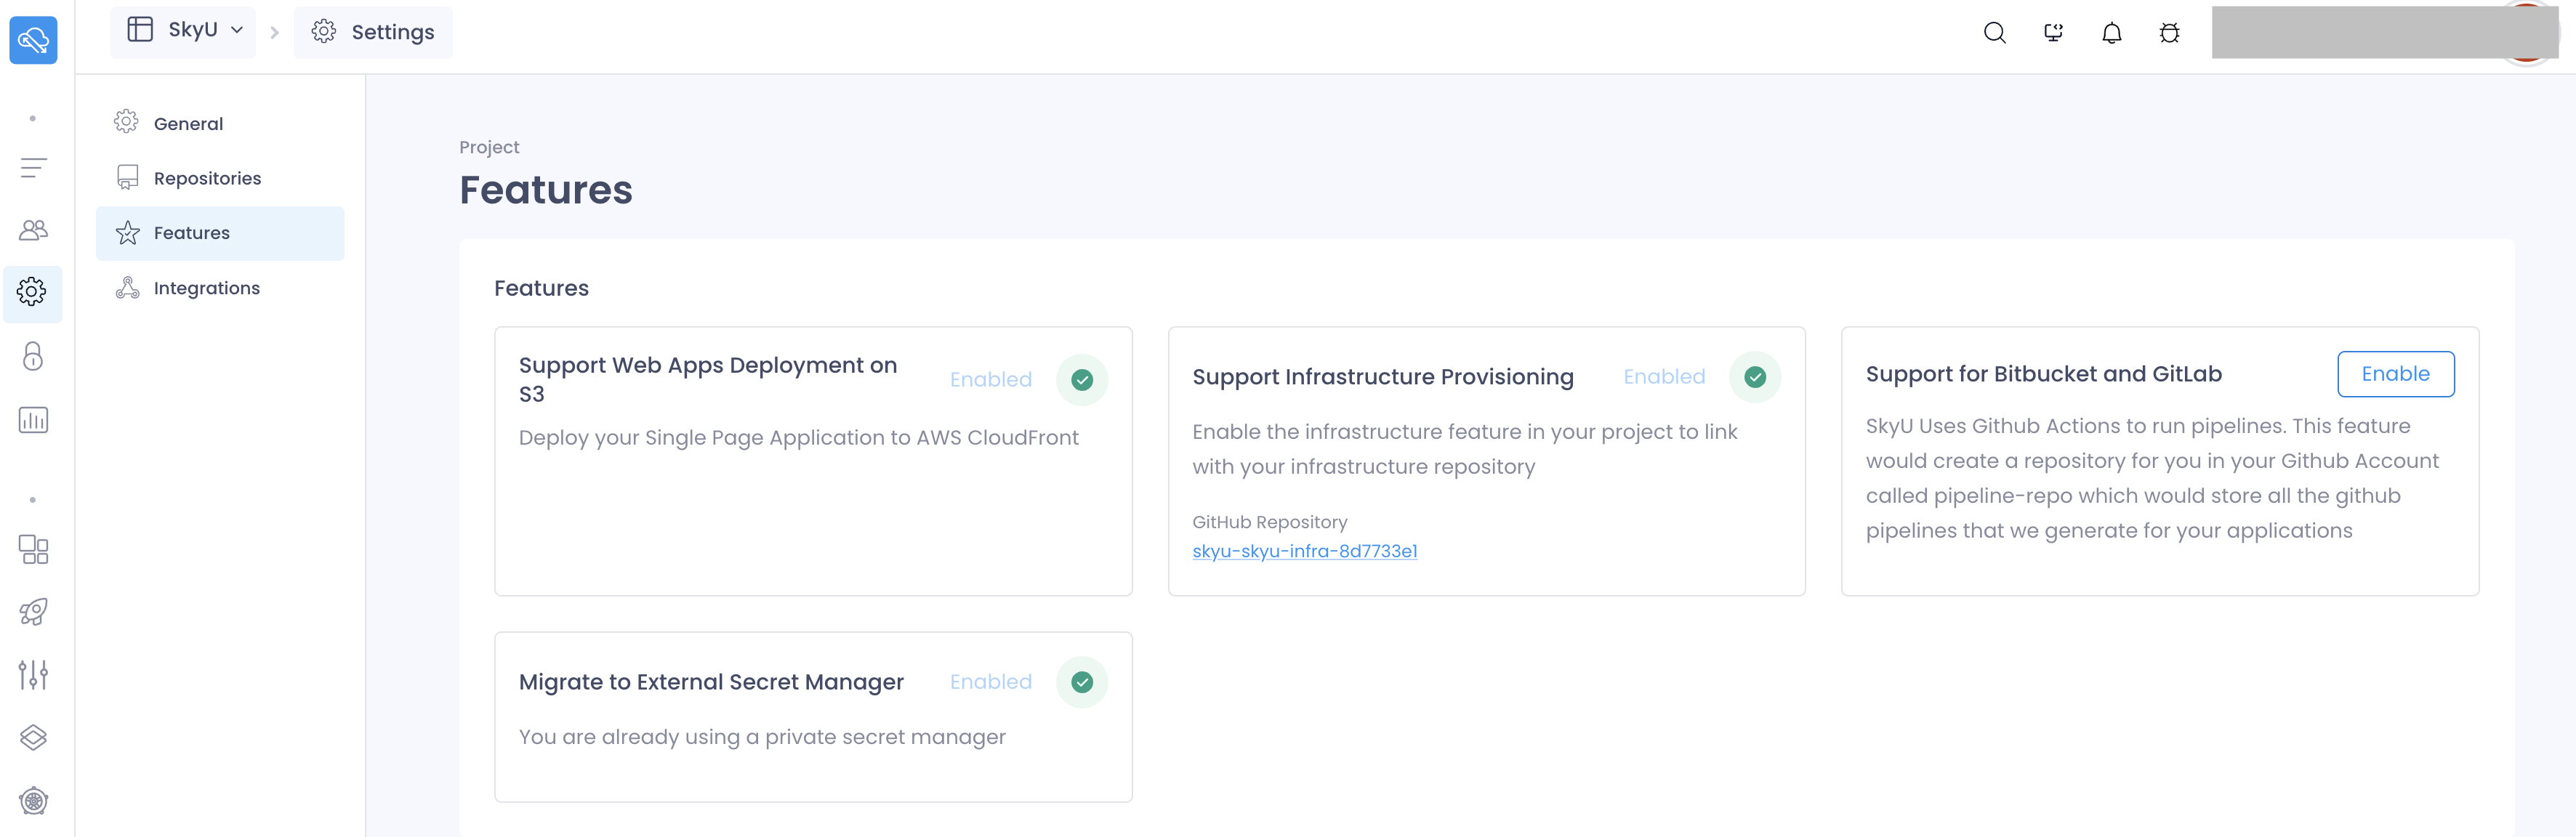 SkyU
Settings
General
Repositories
Features
Integrations
Project
Features
Features
Support Web Apps Deployment on
S3
Enabled
Deploy your Single Page Application to AWS CloudFront
Support Infrastructure Provisioning
Enabled
Enable the infrastructure feature in your project to link
with your infrastructure repository
GitHub Repository
skyu-skyu-infra-8d7733e1
Support for Bitbucket and GitLab
Enable
SkyU Uses Github Actions to run pipelines. This feature
would create a repository for you in your Github Account
called pipeline-repo which would store all the github
pipelines that we generate for your applications
Migrate to External Secret Manager
Enabled
You are already using a private secret manager